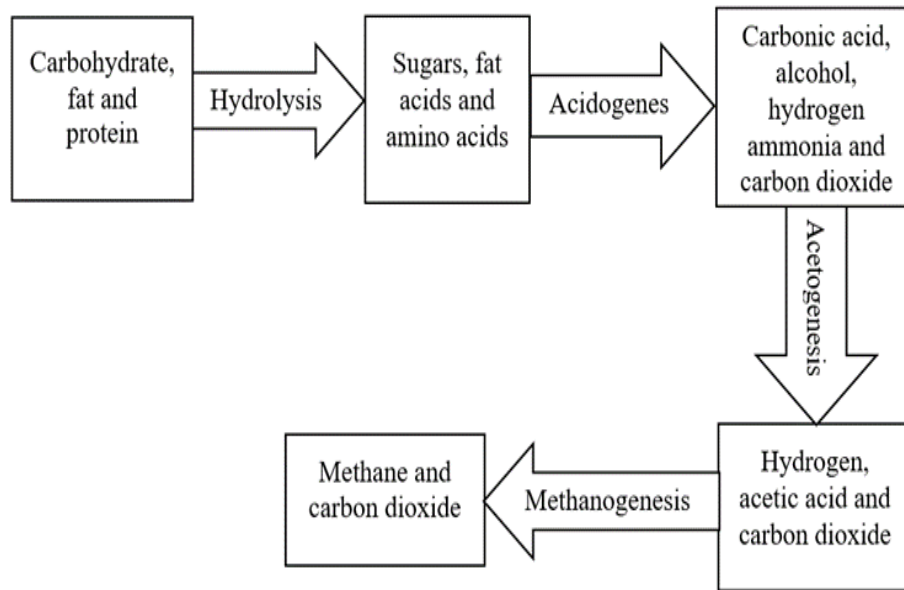 Carbohydrate,
fat and
protein
Hydrolysis
Sugars, fat
acids and
amino acids
Acidogenes
Carbonic acid,
alcohol,
hydrogen
ammonia and
carbon dioxide
Acetogenesis
Hydrogen,
acetic acid and
carbon dioxide
Methanogenesis
Methane and
carbon dioxide